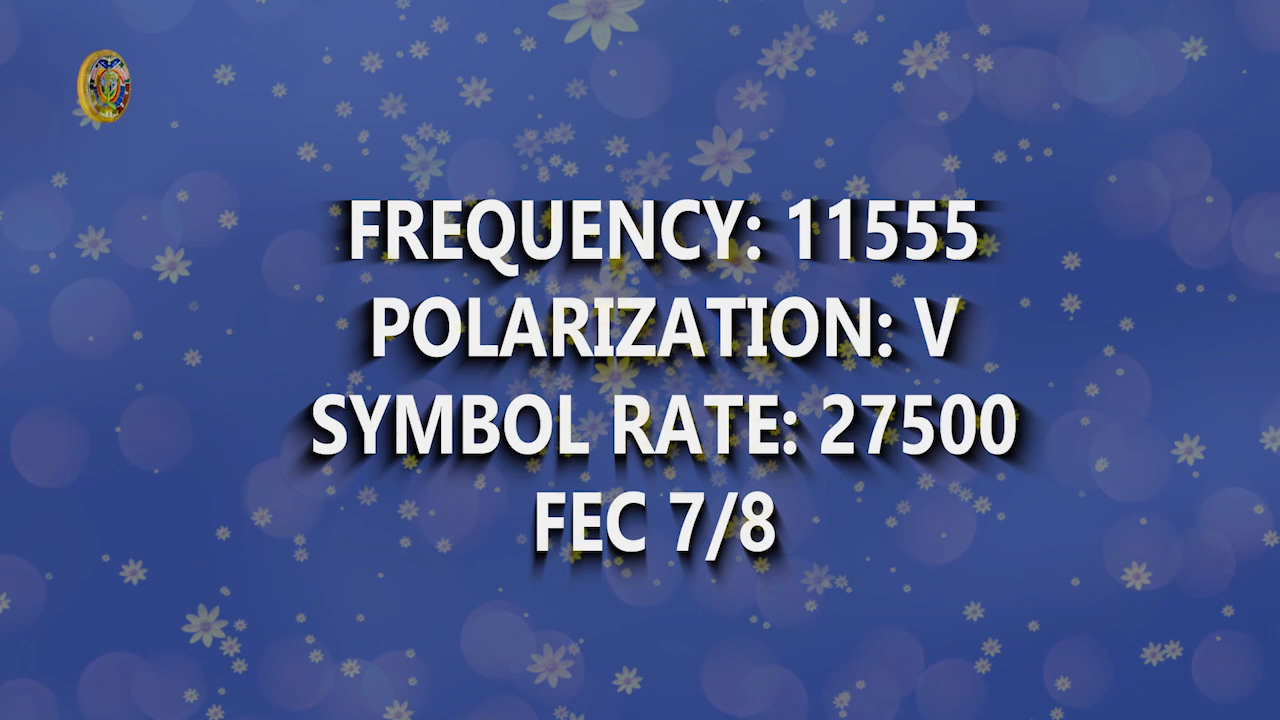 FREQUENCY: 11555
POLARIZATION: V
SYMBOL RATE: 27500
FEC 7/8